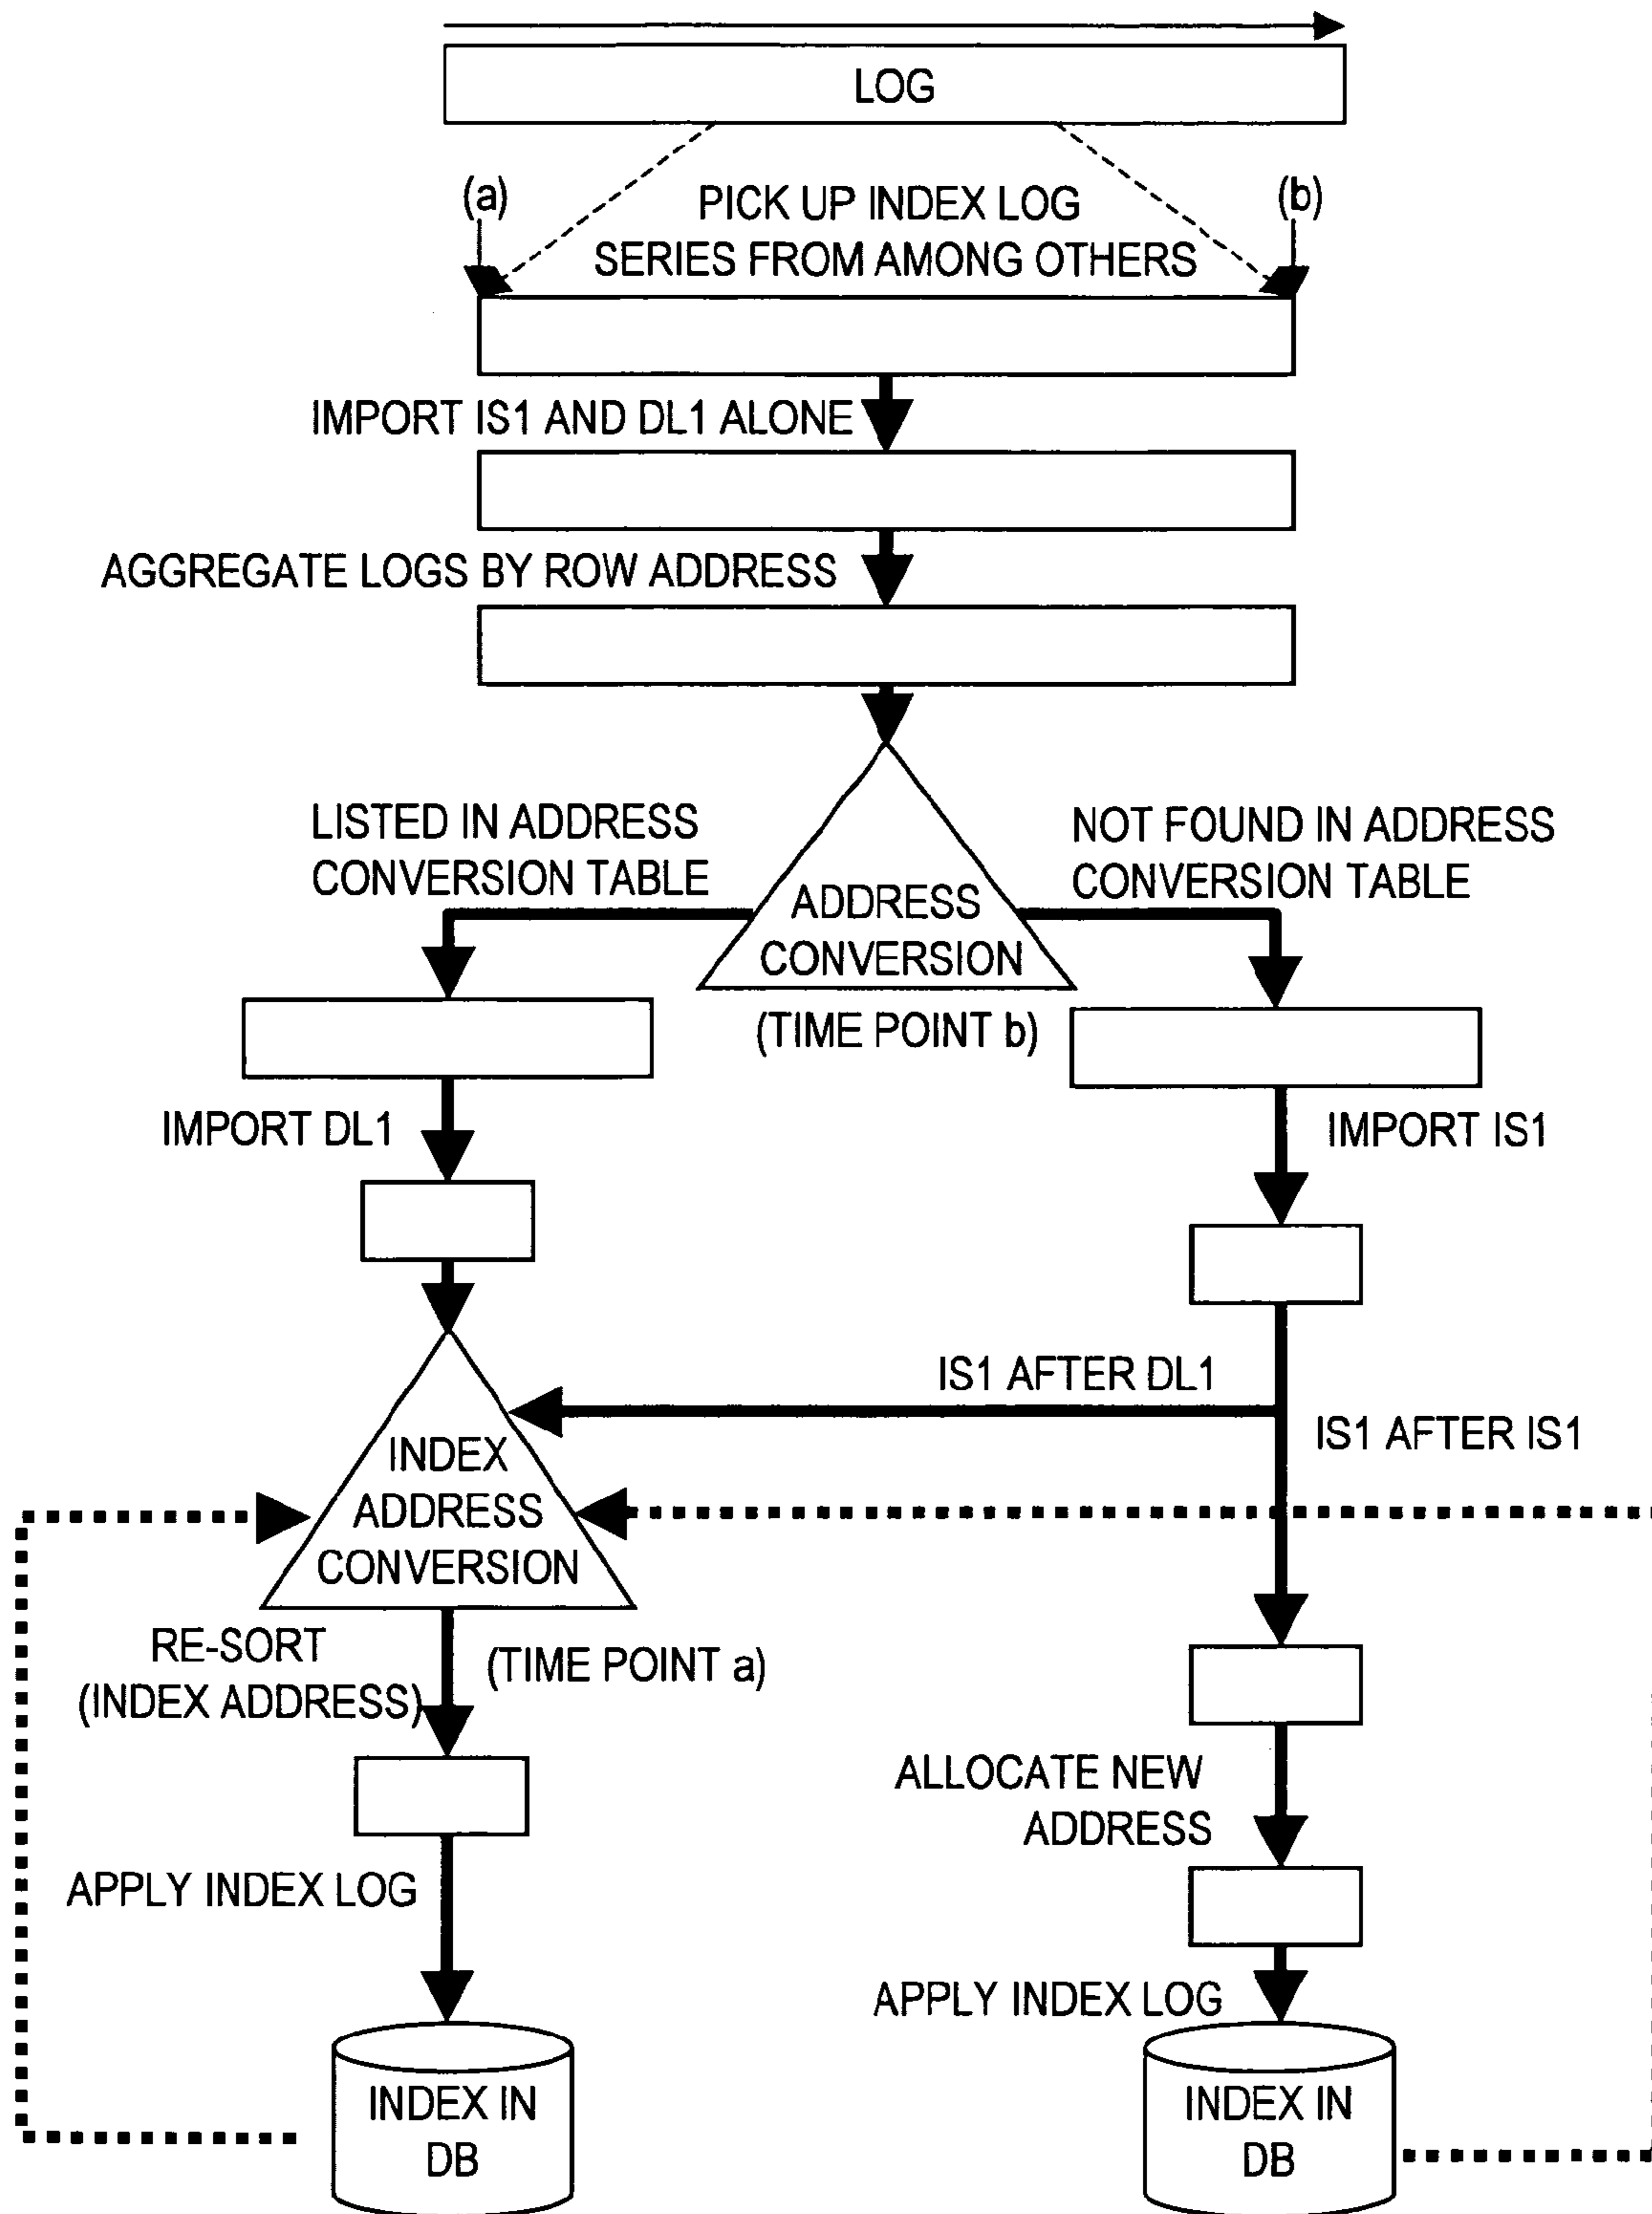 LOG
(a)
PICK UP INDEX LOG
(b)
SERIES FROM AMONG OTHERS
IMPORT IS1 AND DL1 ALONE
AGGREGATE LOGS BY ROW ADDRESS
LISTED IN ADDRESS
CONVERSION TABLE
NOT FOUND IN ADDRESS
CONVERSION TABLE
ADDRESS
CONVERSION
(TIME POINT b)
IMPORT DL1
IMPORT IS1
IS1 AFTER DL1
IS1 AFTER IS1
INDEX
ADDRESS
CONVERSION
RE-SORT
(INDEX ADDRESS)
(TIME POINT a)
ALLOCATE NEW
ADDRESS
APPLY INDEX LOG
APPLY INDEX LOG
INDEX IN
DB
INDEX IN
DB